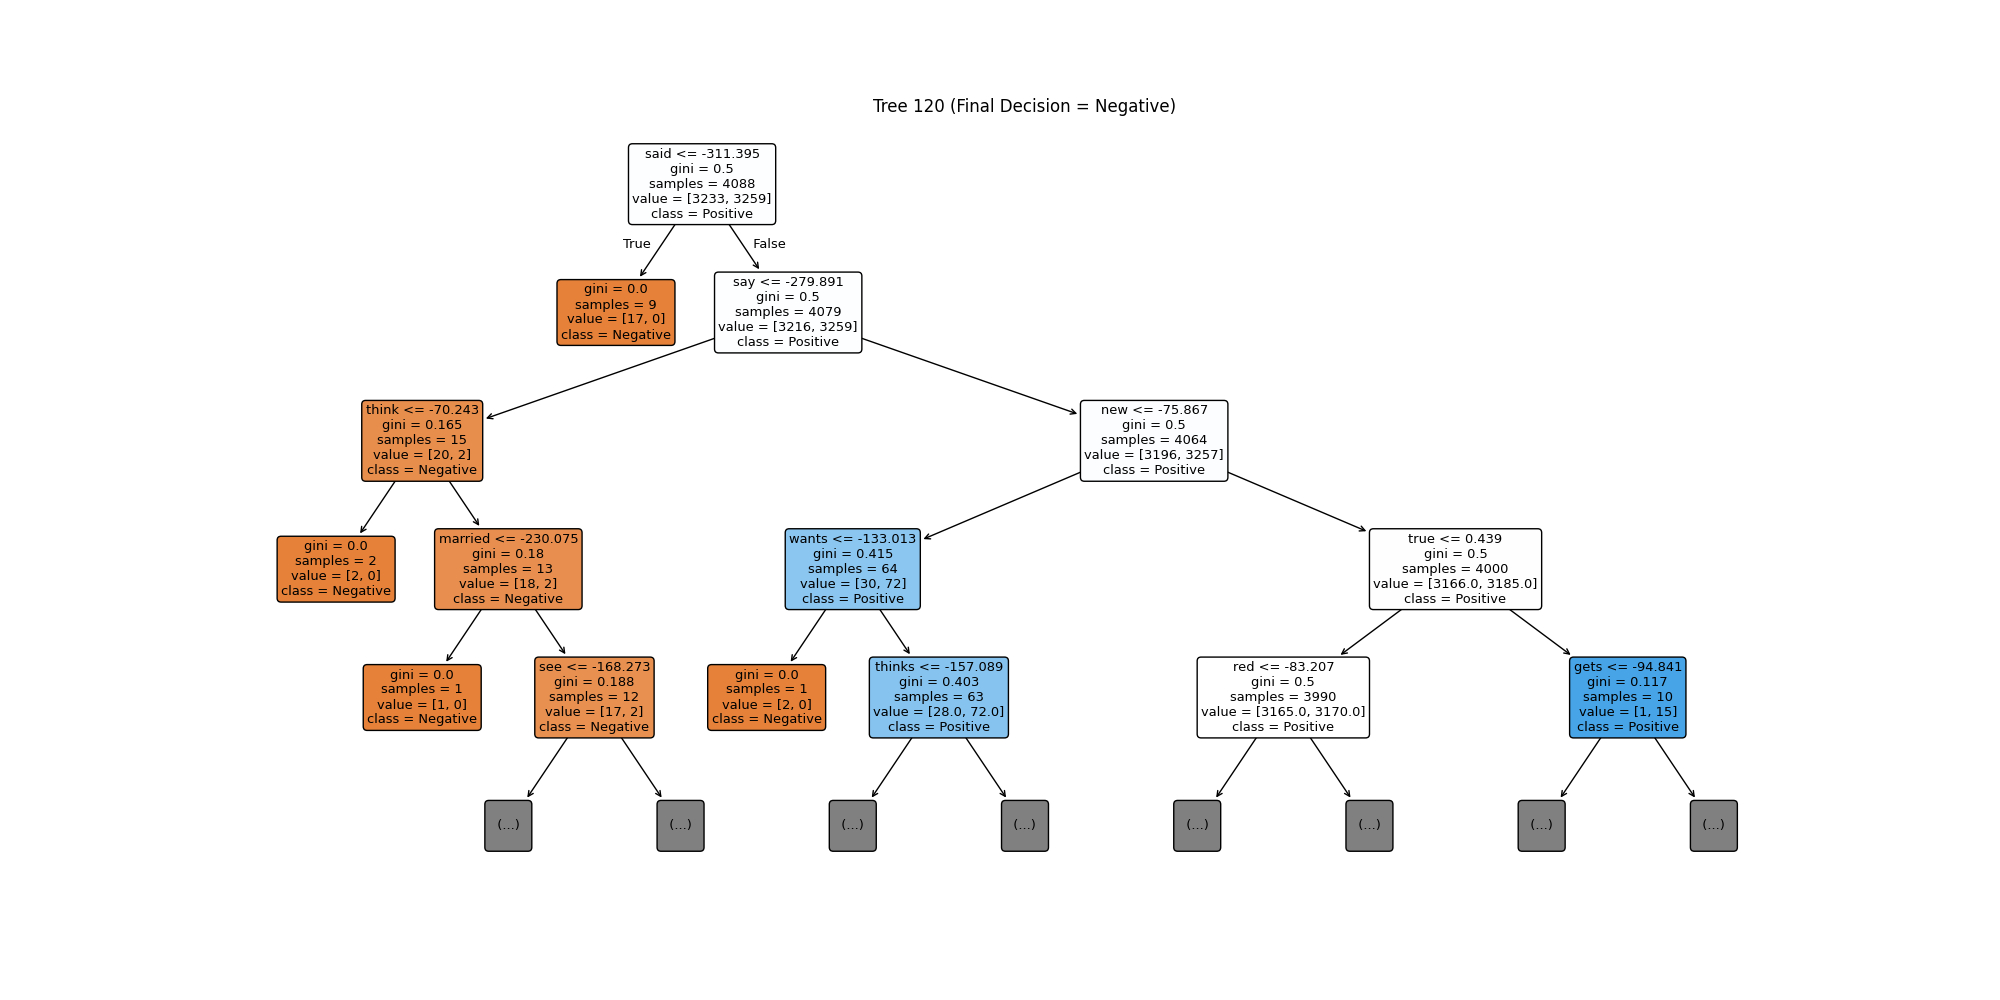 Tree 120 (Final Decision = Negative)
said <= -311.395
gini = 0.5
samples = 4088
value = [3233, 3259]
class = Positive
True
False
gini = 0.0
samples = 9
value = [17, 0]
class = Negative
say <= -279.891
gini = 0.5
samples = 4079
value = [3216, 3259]
class = Positive
think <= -70.243
gini = 0.165
samples = 15
value = [20, 2]
class = Negative
new <= -75.867
gini = 0.5
samples = 4064
value = [3196, 3257]
class = Positive
gini = 0.0
samples = 2
value = [2, 0]
class = Negative
married <= -230.075
gini = 0.18
samples = 13
value = [18, 2]
class = Negative
wants <= -133.013
gini = 0.415
samples = 64
value = [30, 72]
class = Positive
true <= 0.439
gini = 0.5
samples = 4000
value = [3166.0, 3185.0]
class = Positive
gini = 0.0
samples = 1
value = [1, 0]
class = Negative
see <= -168.273
gini = 0.188
samples = 12
value = [17, 2]
class = Negative
gini = 0.0
samples = 1
value = [2, 0]
class = Negative
thinks <= -157.089
gini = 0.403
samples = 63
value = [28.0, 72.0]
class = Positive
red <= -83.207
gini = 0.5
samples = 3990
value = [3165.0, 3170.0]
class = Positive
gets <= -94.841
gini = 0.117
samples = 10
value = [1, 15]
class = Positive
(...)
(...)
(...)
(...)
(...)
(...)
(...)
(...)